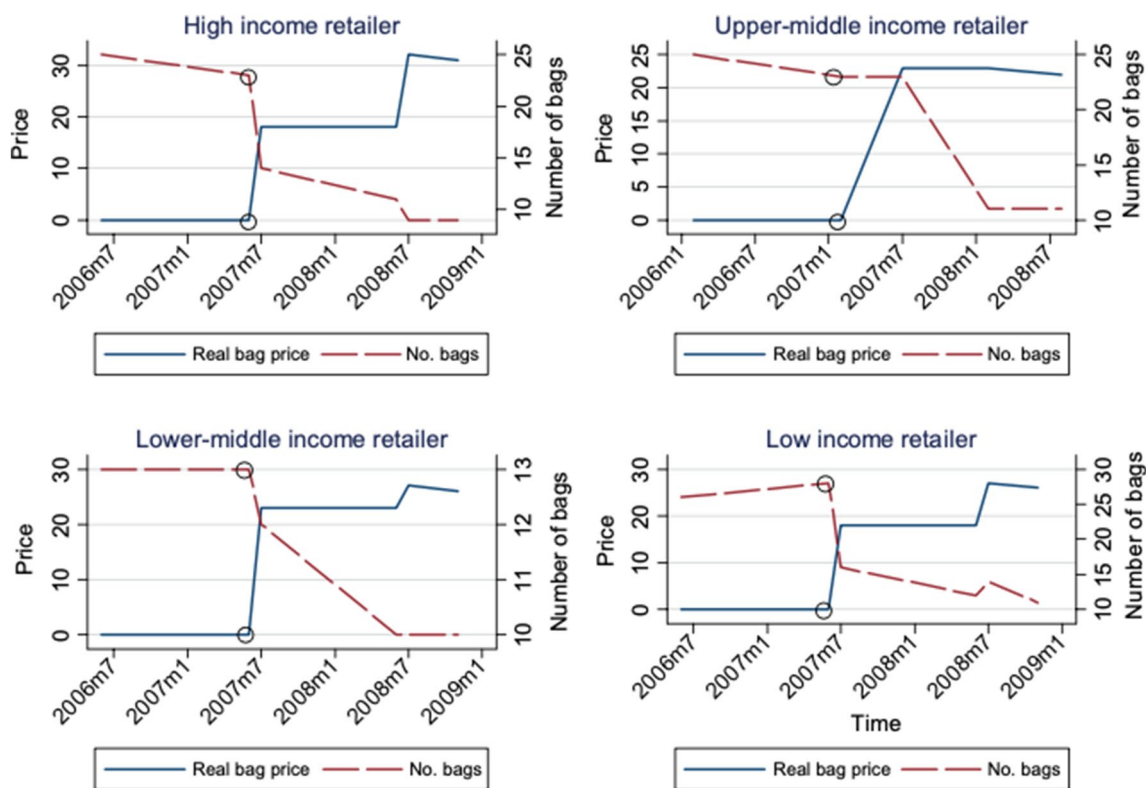 High income retailer
Price
30
20
10
0
Number of bags
25
20
15
10
2006m7
2007m1
2007m7
2008m1
2008m7
2009m1
Real bag price
No. bags
Upper-middle income retailer
Price
25
20
15
10
5
0
Number of bags
25
20
15
10
2006m1
2006m7
2007m1
2007m7
2008m1
2008m7
Real bag price
No. bags
Lower-middle income retailer
Price
30
20
10
0
Number of bags
13
12
11
10
2006m7
2007m1
2007m7
2008m1
2008m7
2009m1
Real bag price
No. bags
Low income retailer
Price
30
20
10
0
Number of bags
30
25
20
15
10
2006m7
2007m1
2007m7
2008m1
2008m7
2009m1
Time
Real bag price
No. bags